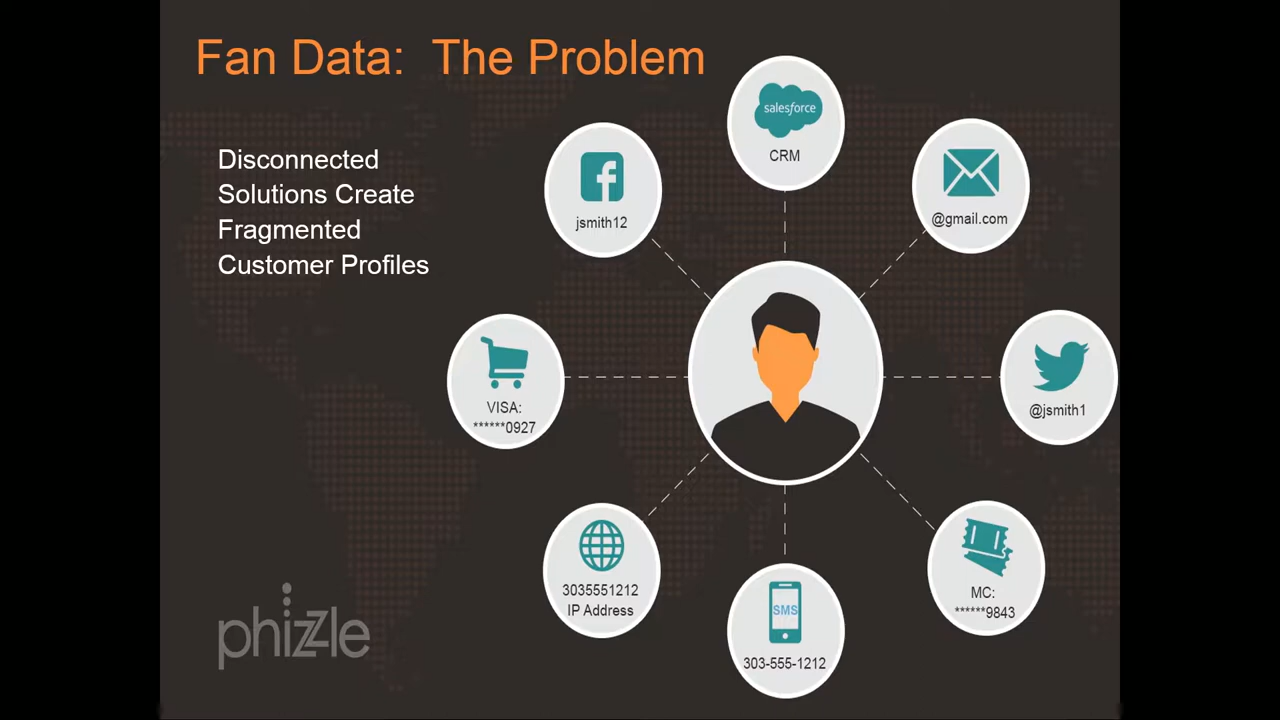 Fan Data:  The Problem
Disconnected
Solutions Create
Fragmented
Customer Profiles
salesforce
CRM
jsmith12
@gmail.com
VISA:
******0927
@jsmith1
3035551212
IP Address
SMS
303-555-1212
MC:
******9843
phizzle